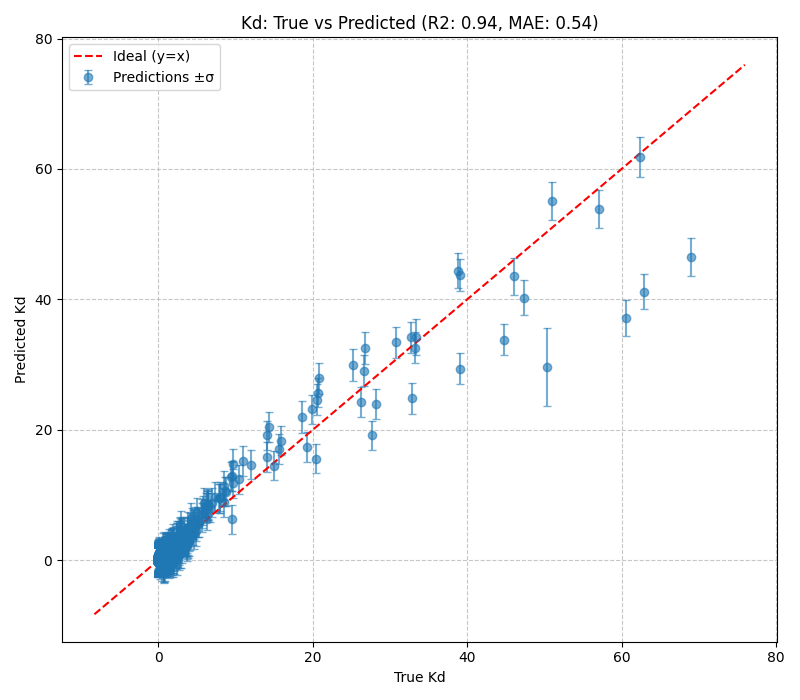 Kd: True vs Predicted (R2: 0.94, MAE: 0.54)
Ideal (y=x)
Predictions ±σ
80
60
40
20
0
Predicted Kd
0 20 40 60 80
True Kd